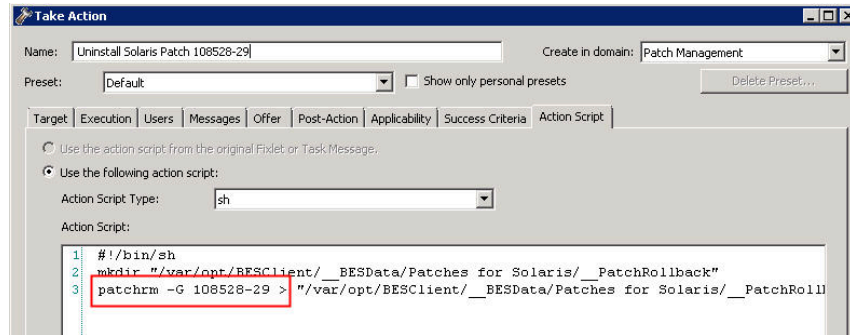 Take Action
Name: Uninstall Solaris Patch 108528-29 Create in domain: Patch Management
Preset: Default Show only personal presets Delete Preset...
Target Execution Users Messages Offer Post-Action Applicability Success Criteria Action Script
Use the action script from the original Fixlet or Task Message.
Use the following action script:
Action Script Type: sh
Action Script:
1 #!/bin/sh
2 mkdir "/var/opt/BESClient/__BESData/Patches for Solaris/__PatchRollback"
3 patchrm -G 108528-29 > "/var/opt/BESClient/__BESData/Patches for Solaris/__PatchRoll